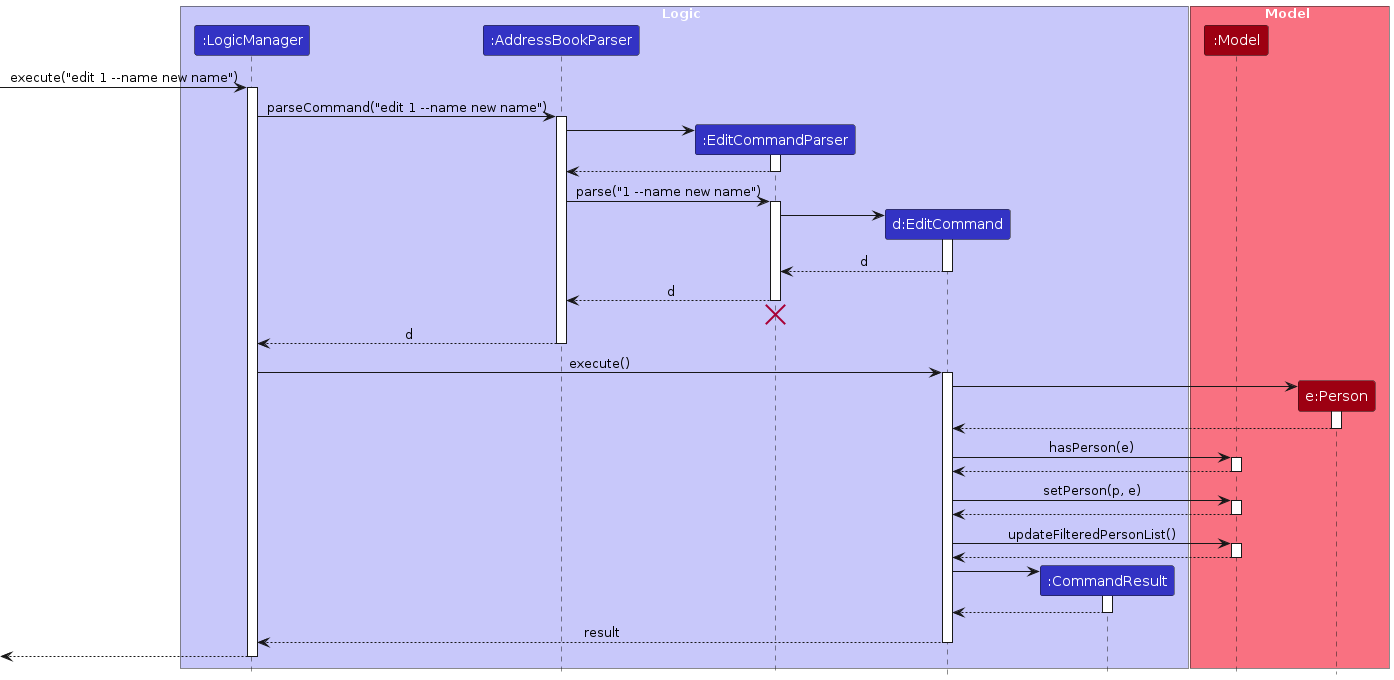 Logic
Model
:LogicManager
:AddressBookParser
:Model
execute("edit 1 --name new name")
parseCommand("edit 1 --name new name")
:EditCommandParser
parse("1 --name new name")
d:EditCommand
d
d
d
execute()
e:Person
hasPerson(e)
setPerson(p, e)
updateFilteredPersonList()
:CommandResult
result